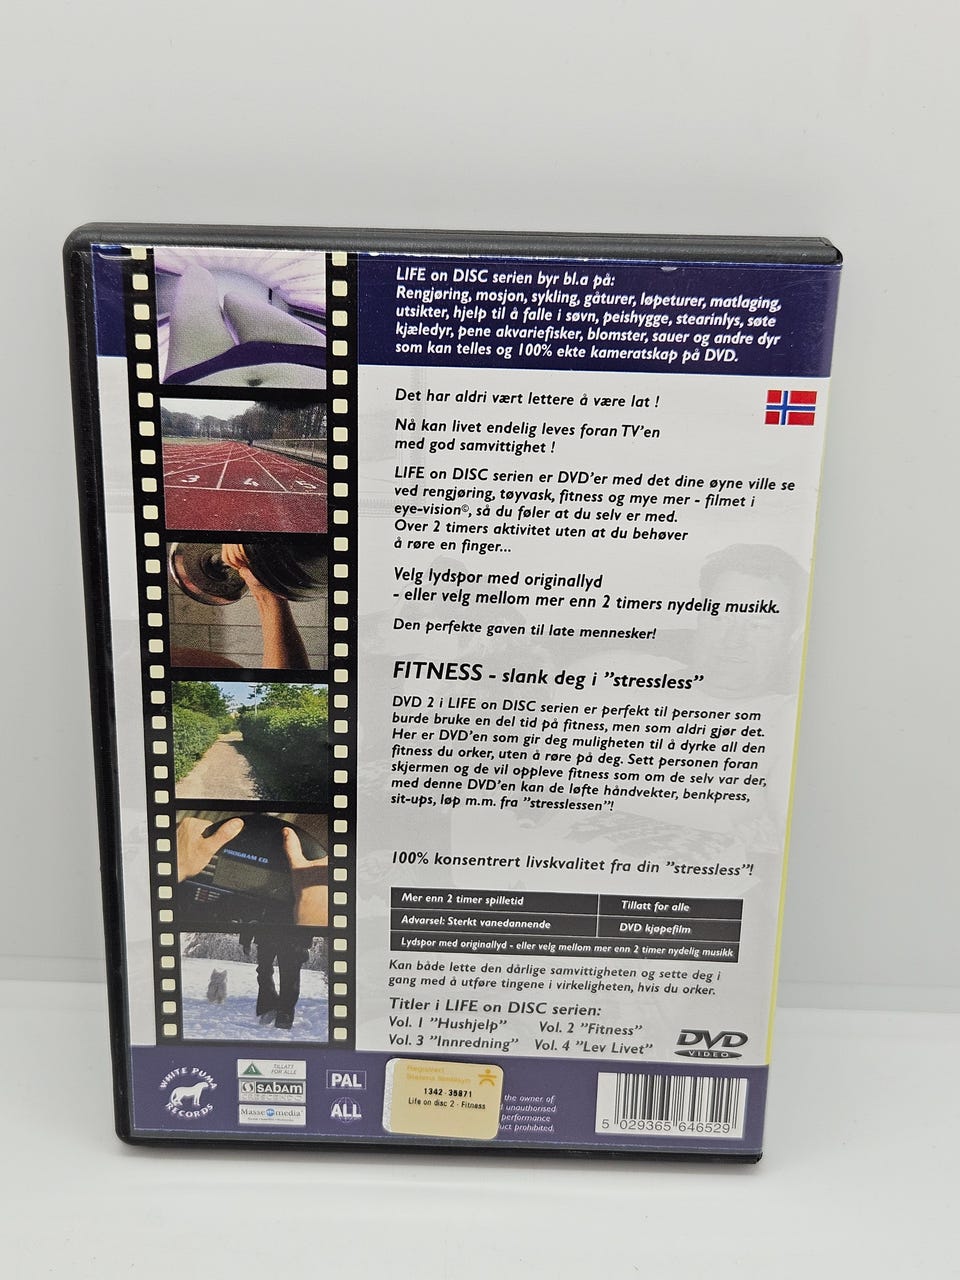 LIFE on DISC serien byr bl.a på:
Rengjøring, mosjon, sykling, gåturer, løpeturer, matlaging,
utsikter, hjelp til å falle i søvn, peishygge, stearinlys, søte
kjæledyr, pene akvariefisker, blomster, sauer og andre dyr
som kan telles og 100% ekte kameratskap på DVD.
Det har aldri vært lettere å være lat !
Nå kan livet endelig leves foran TV'en
med god samvittighet !
LIFE on DISC serien er DVD'er med det dine øyne ville se
ved rengjøring, tøyvask, fitness og mye mer - filmet i
eye-vision©, så du føler at du selv er med.
Over 2 timers aktivitet uten at du behøver
å røre en finger...
Velg lydspor med originallyd
- eller velg mellom mer enn 2 timers nydelig musikk.
Den perfekte gaven til late mennesker!
FITNESS - slank deg i "stressless"
DVD 2 i LIFE on DISC serien er perfekt til personer som
burde bruke en del tid på fitness, men som aldri gjør det.
Her er DVD'en som gir deg muligheten til å dyrke all den
fitness du orker, uten å røre på deg. Sett personen foran
skjermen og de vil oppleve fitness som om de selv var der,
med denne DVD'en kan de løfte håndvekter, benkpress,
sit-ups, løp m.m. fra "stresslessen"!
100% konsentrert livskvalitet fra din "stressless"!
Mer enn 2 timer spilletid
Tillatt for alle
Advarsel: Sterkt vanedannende
DVD kjøpefilm
Lydspor med originallyd - eller velg mellom mer enn 2 timer nydelig musikk
Kan både lette den dårlige samvittigheten og sette deg i
gang med å utføre tingene i virkeligheten, hvis du orker.
Titler i LIFE on DISC serien:
Vol. 1 "Hushjelp" Vol. 2 "Fitness"
Vol. 3 "Innredning" Vol. 4 "Lev Livet"
DVD
VIDEO
3 4 5
PROGRAM ED.
WHITE PUMA
RECORDS
TILLATT
FOR ALLE
sabam
Masse media
PAL
ALL
Registrert
Statens filmtilsyn
1342 35871
Life on disc 2 - Fitness
the owner of
unauthorised
performance
uct prohibited.
5 029365 646529